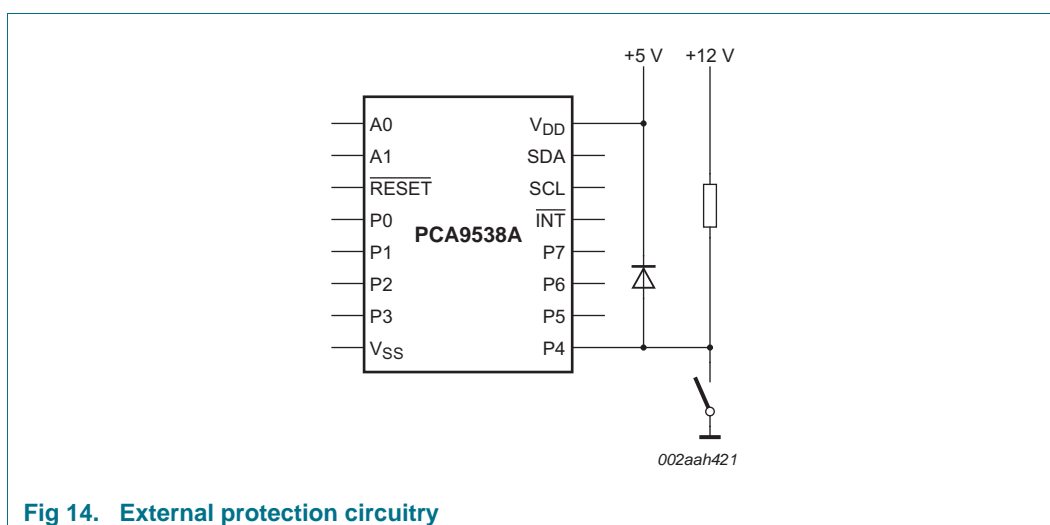 +5 V +12 V
A0
A1
RESET
P0
P1
P2
P3
VSS
PCA9538A
VDD
SDA
SCL
INT
P7
P6
P5
P4
002aah421
Fig 14. External protection circuitry